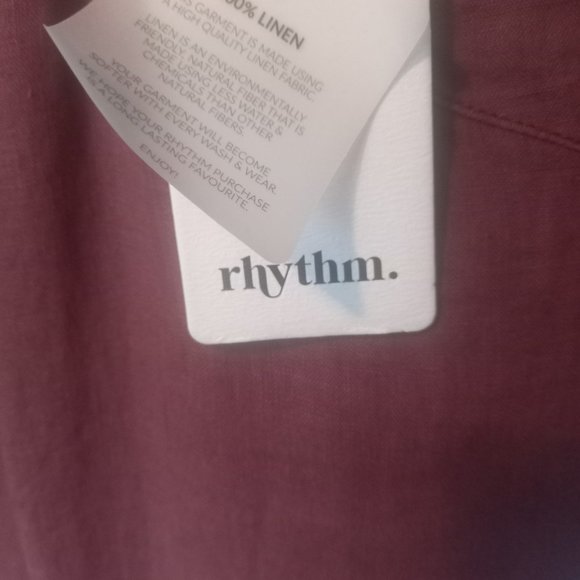 00% LINEN
S GARMENT IS MADE USING
A HIGH QUALITY LINEN FABRIC.
LINEN IS AN ENVIRONMENTALLY
FRIENDLY, NATURAL FIBER THAT IS
MADE USING LESS WATER &
CHEMICALS THAN OTHER
NATURAL FIBERS.
YOUR GARMENT WILL BECOME
SOFTER WITH EVERY WASH & WEAR.
WE HOPE YOUR RHYTHM PURCHASE
IS A LONG LASTING FAVOURITE.
ENJOY!
rhythm.